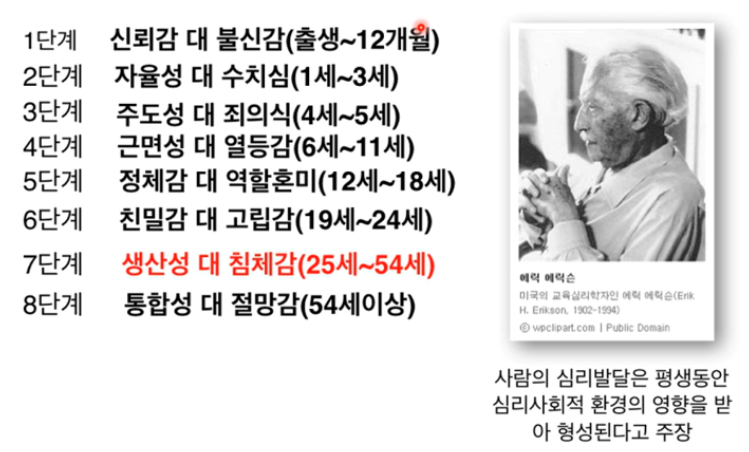 1단계 신뢰감 대 불신감(출생~12개월)
2단계 자율성 대 수치심(1세~3세)
3단계 주도성 대 죄의식(4세~5세)
4단계 근면성 대 열등감(6세~11세)
5단계 정체감 대 역할혼미(12세~18세)
6단계 친밀감 대 고립감(19세~24세)
7단계 생산성 대 침체감(25세~54세)
8단계 통합성 대 절망감(54세이상)
에릭 에릭슨
미국의 교육심리학자인 에릭 에릭슨(Erik
H. Erikson, 1902-1994)
ⓒ wpclipart.com | Public Domain
사람의 심리발달은 평생동안
심리사회적 환경의 영향을 받
아 형성된다고 주장